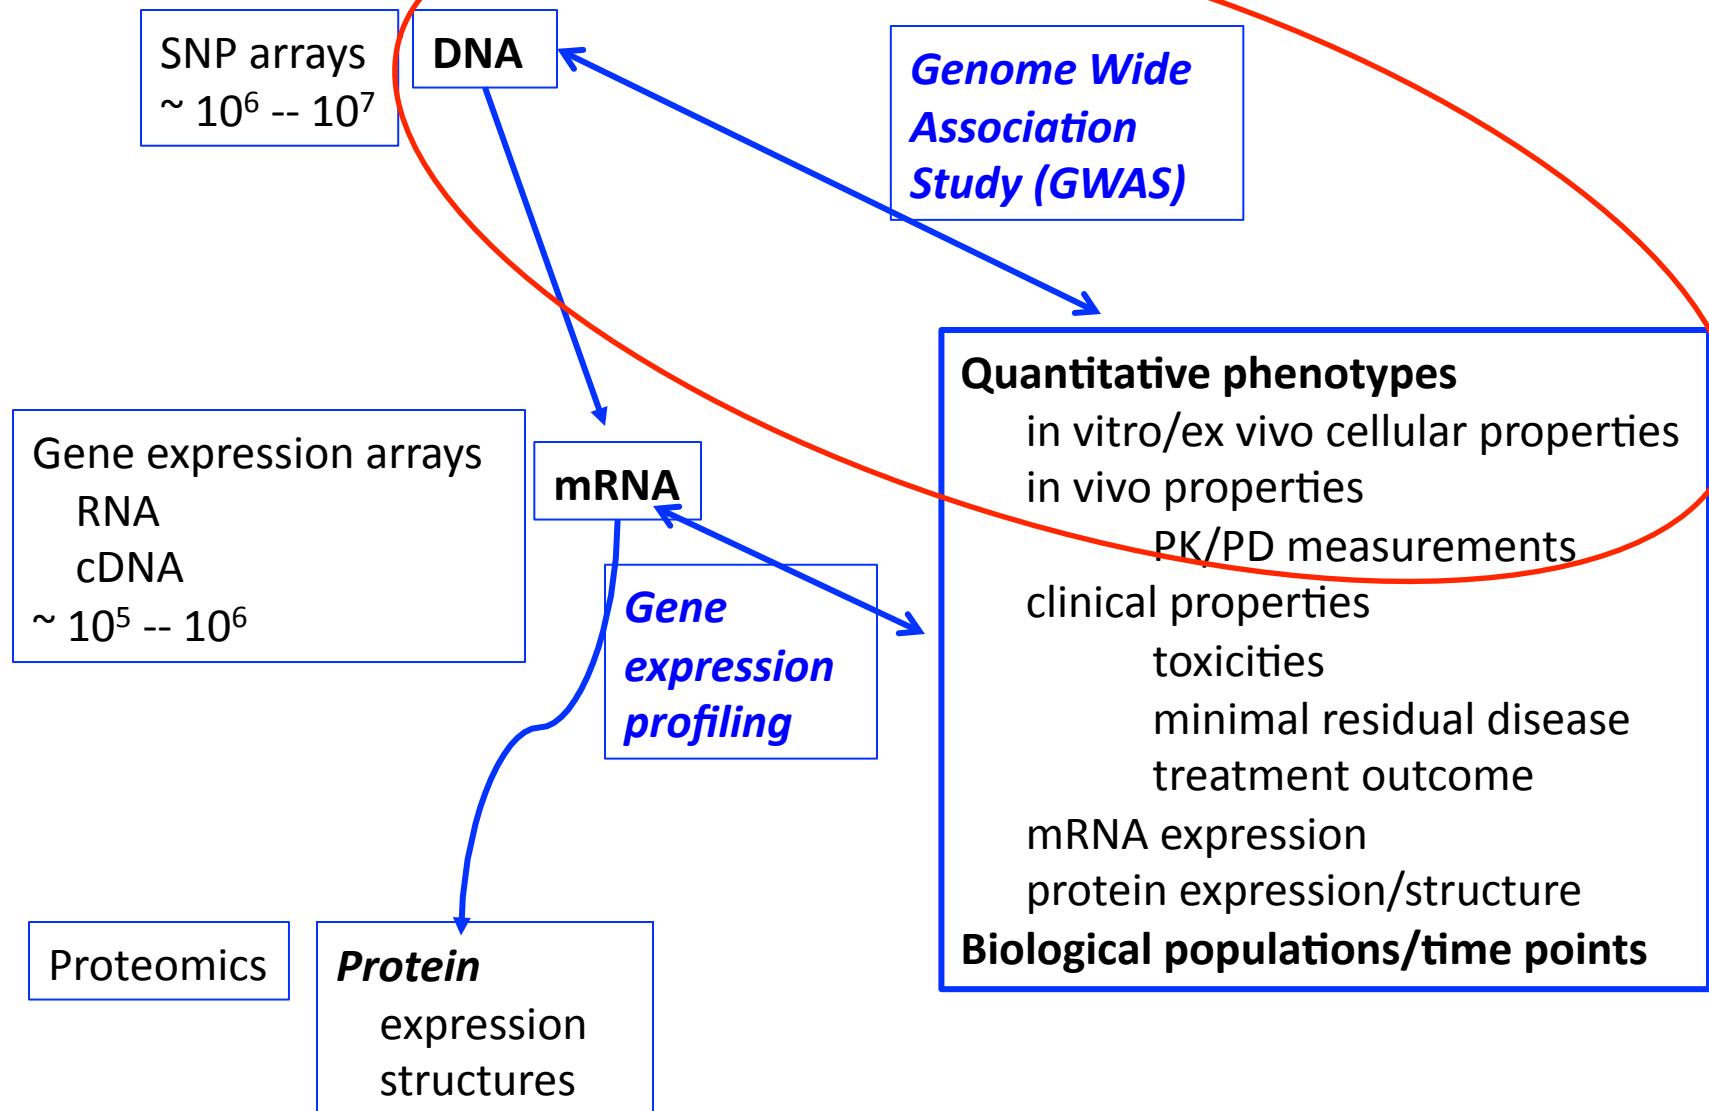 SNP arrays
~ 10⁶ -- 10⁷
DNA
Genome Wide
Association
Study (GWAS)
Quantitative phenotypes
in vitro/ex vivo cellular properties
in vivo properties
PK/PD measurements
clinical properties
toxicities
minimal residual disease
treatment outcome
mRNA expression
protein expression/structure
Biological populations/time points
Gene expression arrays
RNA
cDNA
~ 10⁵ -- 10⁶
mRNA
Gene
expression
profiling
Proteomics
Protein
expression
structures